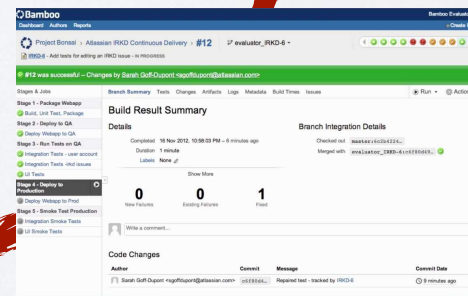 Bamboo
Bamboo Evaluator
Dashboard Authors Reports
Create
Project Bonsai › Atlassian IRKD Continuous Delivery › #12 evaluator_IRKD-6
IRKD-6 - Add tests for editing an IRKD issue - IN PROGRESS
#12 was successful – Changes by Sarah Goff-Dupont <sgoffdupont@atlassian.com>
Stages & Jobs
Branch Summary Tests Changes Artifacts Logs Metadata Build Times Issues
Run
Stage 1 - Package Webapp
Build, Unit Test, Package
Stage 2 - Deploy to QA
Deploy Webapp to QA
Stage 3 - Run Tests on QA
Integration Tests - user account
Integration Tests
UI Tests
Stage 4 - Deploy to Production
Deploy Webapp to Prod
Stage 5 - Smoke Test Production
Integration Smoke Tests
UI Smoke Tests
Build Result Summary
Details
Completed 16 Nov 2012, 10:58:03 PM – 6 minutes ago
Duration 1 minute
Labels None
Show More
0
New Failures
0
Existing Failures
1
Fixed
Branch Integration Details
Checked out
Merged with
Write a comment...
Code Changes
Author Commit Message Commit Date
Sarah Goff-Dupont <sgoffdupont@atlassian.com> Repaired test - tracked by IRKD-6 9 minutes ago